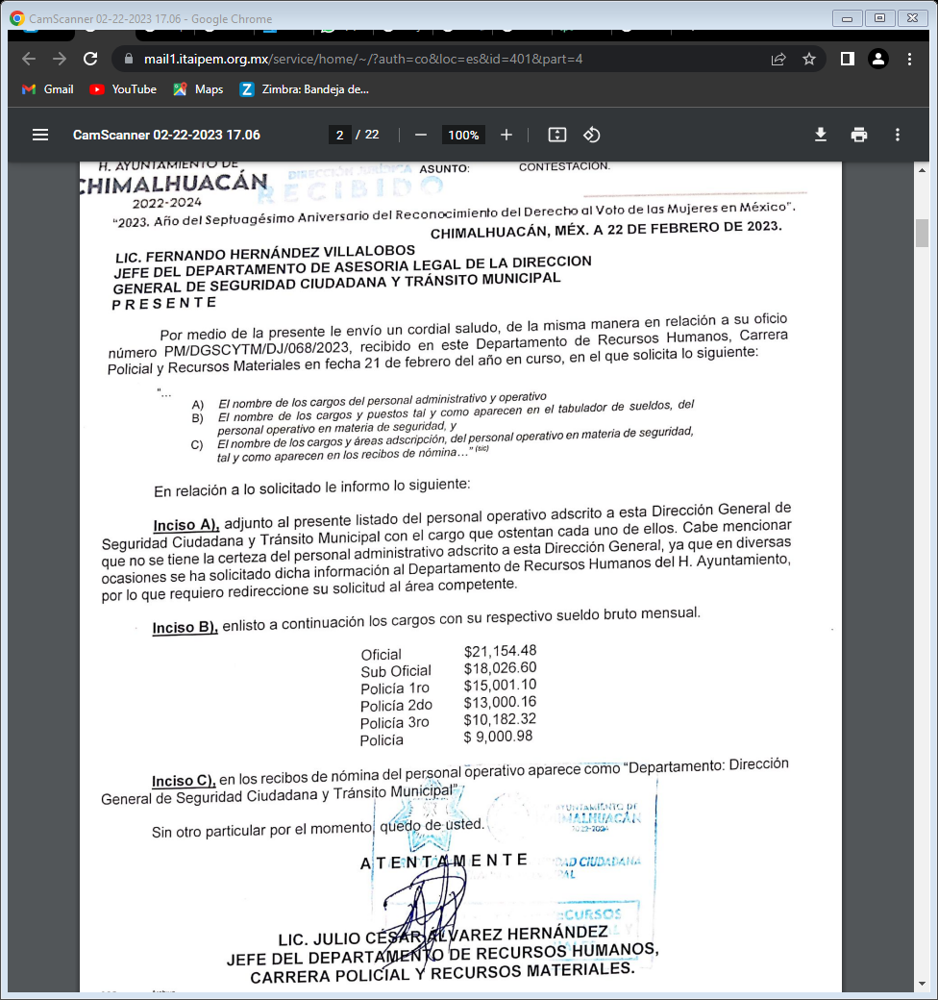 CamScanner 02-22-2023 17.06 - Google Chrome
mail1.itaipem.org.mx/service/home/~/?auth=co&loc=es&id=401&part=4
Gmail YouTube Maps Zimbra: Bandeja de...
CamScanner 02-22-2023 17.06 2 / 22 100%
H. AYUNTAMIENTO DE
CHIMALHUACÁN
2022-2024
DIRECCIÓN JURÍDICA
RECIBIDO
ASUNTO: CONTESTACIÓN.
“2023. Año del Septuagésimo Aniversario del Reconocimiento del Derecho al Voto de las Mujeres en México”.
CHIMALHUACÁN, MÉX. A 22 DE FEBRERO DE 2023.
LIC. FERNANDO HERNÁNDEZ VILLALOBOS
JEFE DEL DEPARTAMENTO DE ASESORIA LEGAL DE LA DIRECCION
GENERAL DE SEGURIDAD CIUDADANA Y TRÁNSITO MUNICIPAL
P R E S E N T E
Por medio de la presente le envío un cordial saludo, de la misma manera en relación a su oficio
número PM/DGSCYTM/DJ/068/2023, recibido en este Departamento de Recursos Humanos, Carrera
Policial y Recursos Materiales en fecha 21 de febrero del año en curso, en el que solicita lo siguiente:
“...
A) El nombre de los cargos del personal administrativo y operativo
B) El nombre de los cargos y puestos tal y como aparecen en el tabulador de sueldos, del
personal operativo en materia de seguridad, y
C) El nombre de los cargos y áreas adscripción, del personal operativo en materia de seguridad,
tal y como aparecen en los recibos de nómina…” (sic)
En relación a lo solicitado le informo lo siguiente:
Inciso A), adjunto al presente listado del personal operativo adscrito a esta Dirección General de
Seguridad Ciudadana y Tránsito Municipal con el cargo que ostentan cada uno de ellos. Cabe mencionar
que no se tiene la certeza del personal administrativo adscrito a esta Dirección General, ya que en diversas
ocasiones se ha solicitado dicha información al Departamento de Recursos Humanos del H. Ayuntamiento,
por lo que requiero redireccione su solicitud al área competente.
Inciso B), enlisto a continuación los cargos con su respectivo sueldo bruto mensual.
Oficial $21,154.48
Sub Oficial $18,026.60
Policía 1ro $15,001.10
Policía 2do $13,000.16
Policía 3ro $10,182.32
Policía $ 9,000.98
Inciso C), en los recibos de nómina del personal operativo aparece como “Departamento: Dirección
General de Seguridad Ciudadana y Tránsito Municipal”
Sin otro particular por el momento, quedo de usted.
A T E N T A M E N T E
LIC. JULIO CÉSAR ÁLVAREZ HERNÁNDEZ
JEFE DEL DEPARTAMENTO DE RECURSOS HUMANOS,
CARRERA POLICIAL Y RECURSOS MATERIALES.